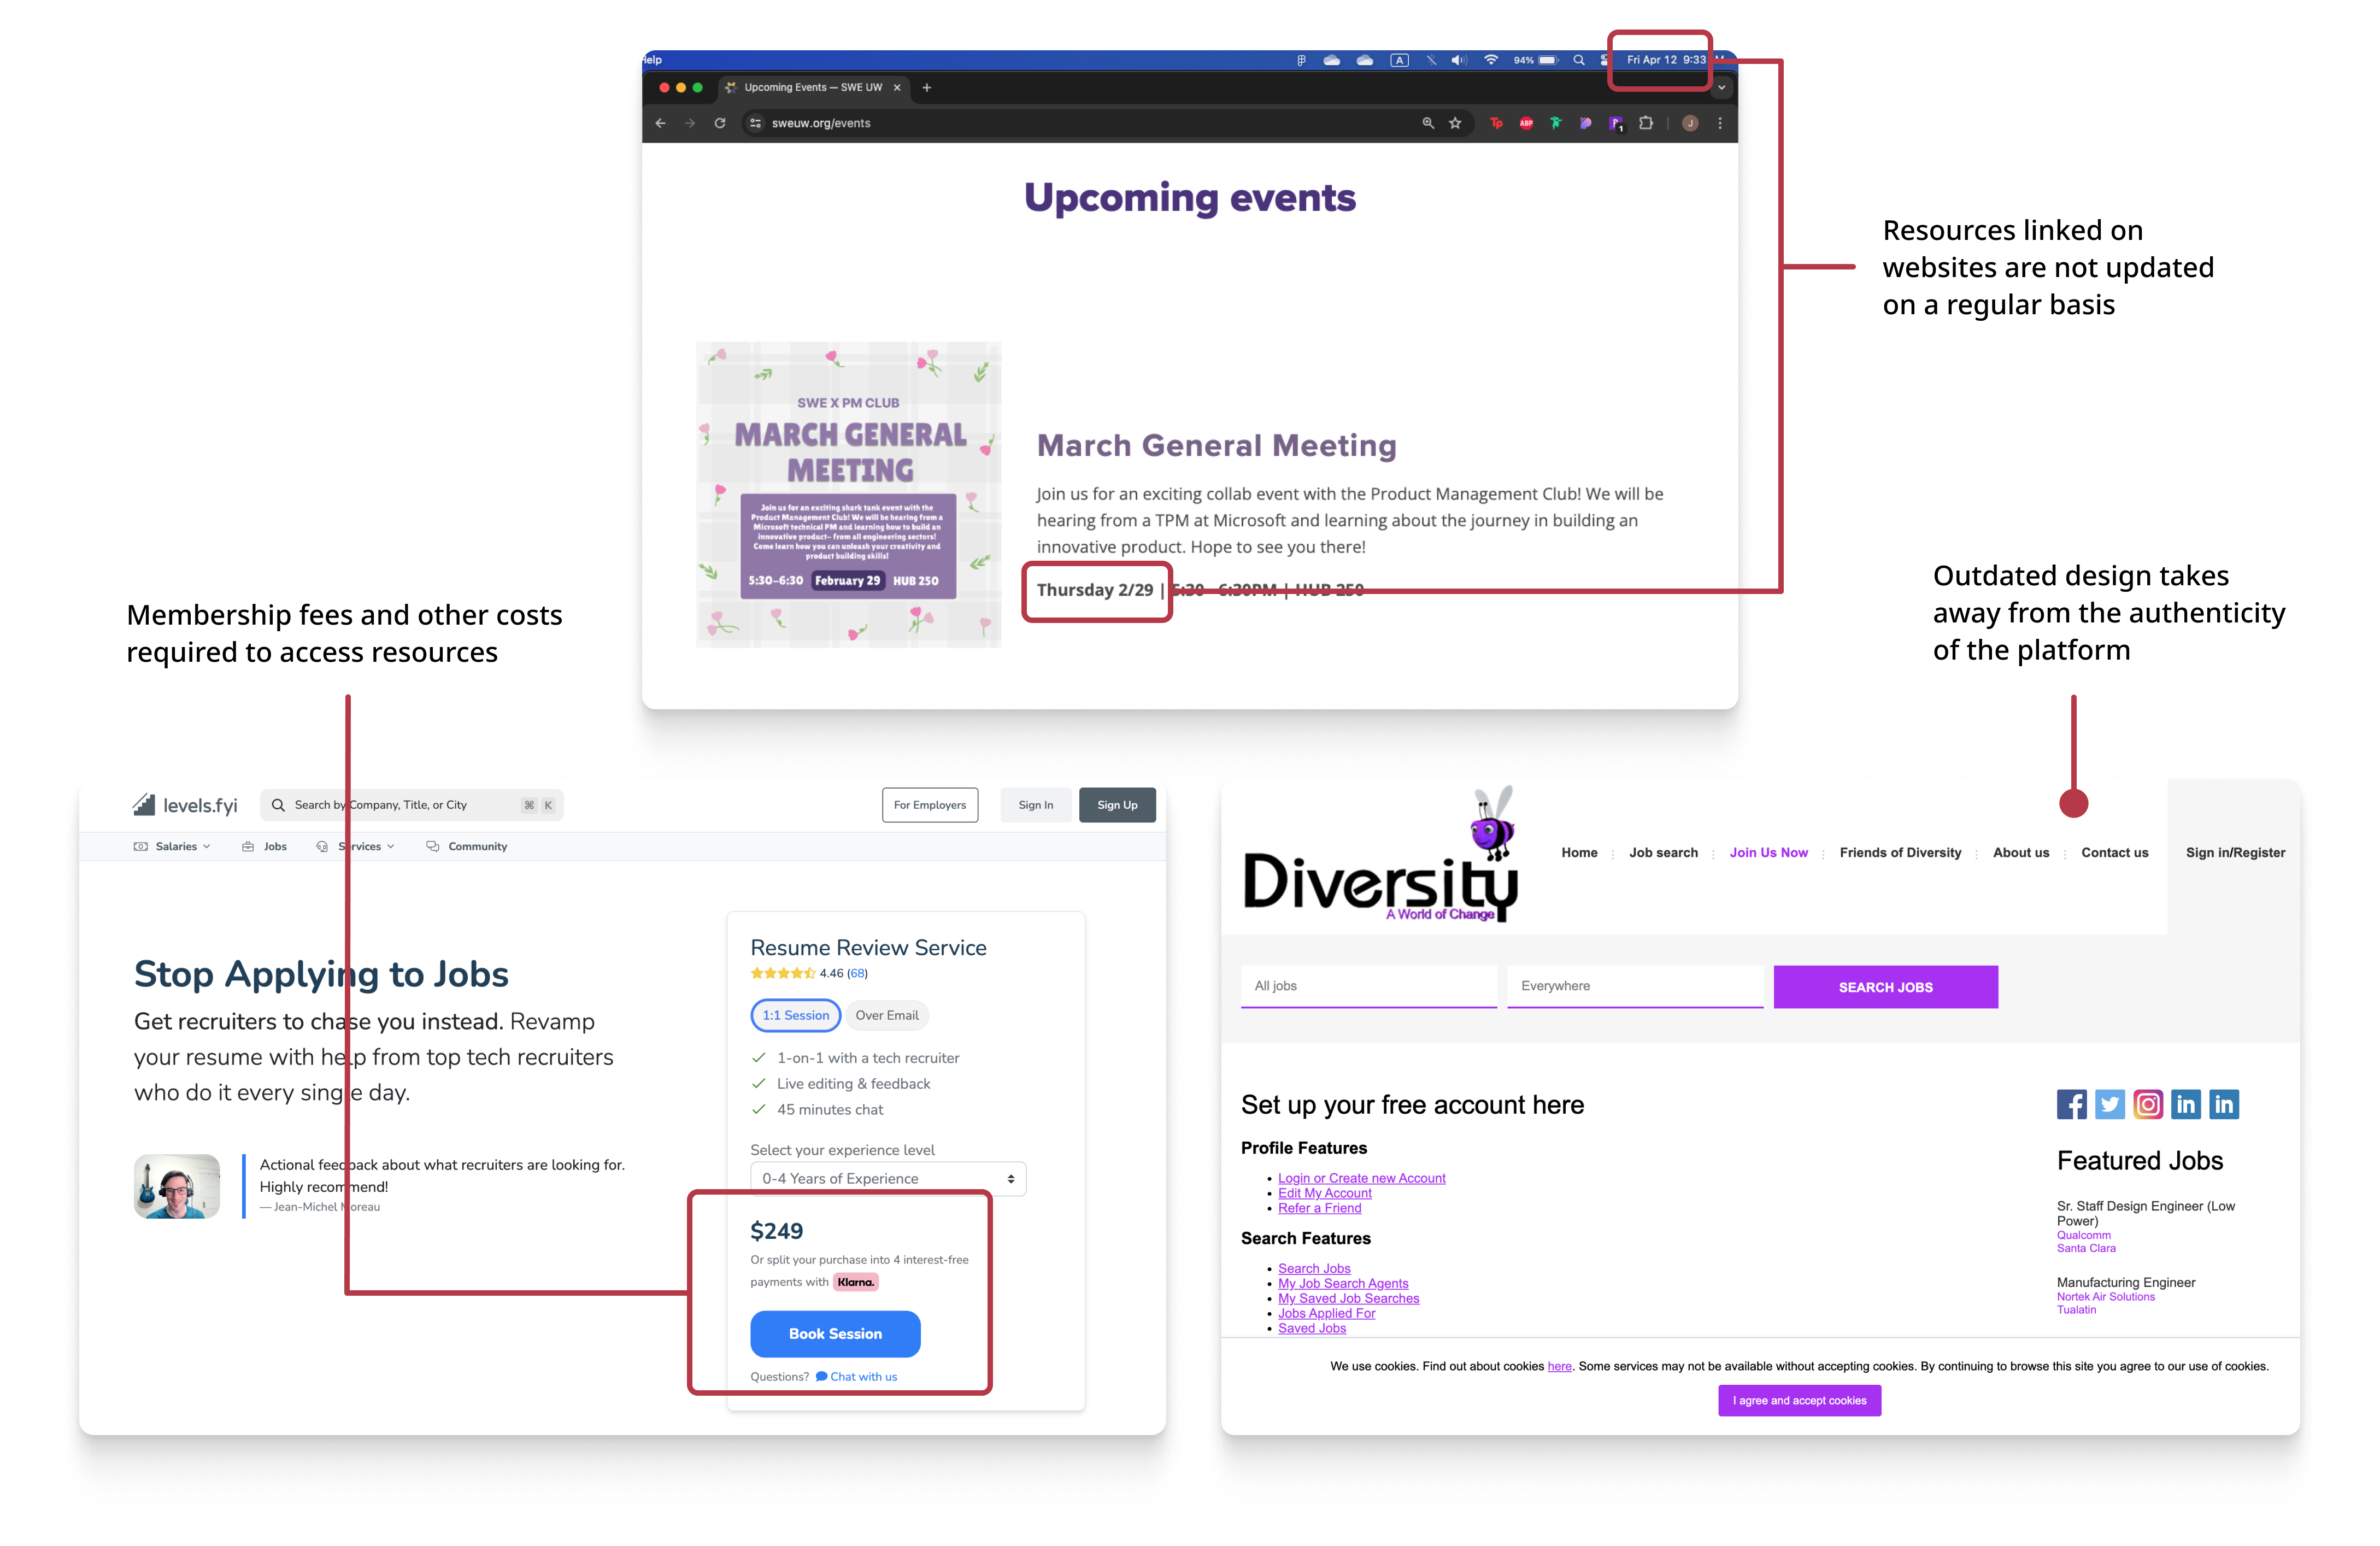 Help
94%
Fri Apr 12 9:33
Upcoming Events — SWE UW
sweuw.org/events
Upcoming events
SWE X PM CLUB
MARCH GENERAL
MEETING
Join us for an exciting shark tank event with the
Product Management Club! We will be hearing from a
Microsoft technical PM and learning how to build an
innovative product- from all engineering sectors!
Come learn how you can unleash your creativity and
product building skills!
5:30-6:30 February 29 HUB 250
March General Meeting
Join us for an exciting collab event with the Product Management Club! We will be
hearing from a TPM at Microsoft and learning about the journey in building an
innovative product. Hope to see you there!
Thursday 2/29 | 5:30 - 6:30PM | HUB 250
Resources linked on
websites are not updated
on a regular basis
Membership fees and other costs
required to access resources
Outdated design takes
away from the authenticity
of the platform
levels.fyi
Search by Company, Title, or City
⌘ K
For Employers
Sign In
Sign Up
Salaries
Jobs
Services
Community
Stop Applying to Jobs
Get recruiters to chase you instead. Revamp
your resume with help from top tech recruiters
who do it every single day.
Actional feedback about what recruiters are looking for.
Highly recommend!
— Jean-Michel Moreau
Resume Review Service
4.46 (68)
1:1 Session
Over Email
1-on-1 with a tech recruiter
Live editing & feedback
45 minutes chat
Select your experience level
0-4 Years of Experience
$249
Or split your purchase into 4 interest-free
payments with Klarna.
Book Session
Questions? Chat with us
Diversity
A World of Change
Home
Job search
Join Us Now
Friends of Diversity
About us
Contact us
Sign in/Register
All jobs
Everywhere
SEARCH JOBS
Set up your free account here
Profile Features
Login or Create new Account
Edit My Account
Refer a Friend
Search Features
Search Jobs
My Job Search Agents
My Saved Job Searches
Jobs Applied For
Saved Jobs
Featured Jobs
Sr. Staff Design Engineer (Low
Power)
Qualcomm
Santa Clara
Manufacturing Engineer
Nortek Air Solutions
Tualatin
We use cookies. Find out about cookies here. Some services may not be available without accepting cookies. By continuing to browse this site you agree to our use of cookies.
I agree and accept cookies